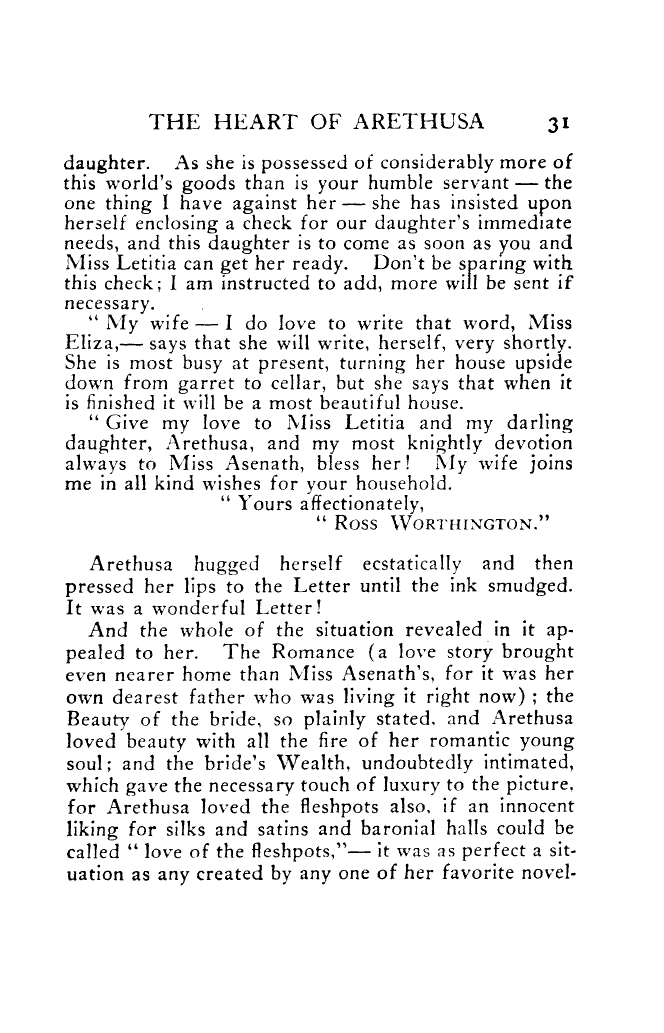 THE HEART OF ARETHUSA 31
daughter. As she is possessed of considerably more of
this world's goods than is your humble servant — the
one thing I have against her — she has insisted upon
herself enclosing a check for our daughter's immediate
needs, and this daughter is to come as soon as you and
Miss Letitia can get her ready. Don't be sparing with
this check; I am instructed to add, more will be sent if
necessary.
" My wife — I do love to write that word, Miss
Eliza,— says that she will write, herself, very shortly.
She is most busy at present, turning her house upside
down from garret to cellar, but she says that when it
is finished it will be a most beautiful house.
" Give my love to Miss Letitia and my darling
daughter, Arethusa, and my most knightly devotion
always to Miss Asenath, bless her! My wife joins
me in all kind wishes for your household.
" Yours affectionately,
" ROSS WORTHINGTON."
Arethusa hugged herself ecstatically and then
pressed her lips to the Letter until the ink smudged.
It was a wonderful Letter!
And the whole of the situation revealed in it ap-
pealed to her. The Romance (a love story brought
even nearer home than Miss Asenath's, for it was her
own dearest father who was living it right now) ; the
Beauty of the bride, so plainly stated, and Arethusa
loved beauty with all the fire of her romantic young
soul; and the bride's Wealth, undoubtedly intimated,
which gave the necessary touch of luxury to the picture,
for Arethusa loved the fleshpots also, if an innocent
liking for silks and satins and baronial halls could be
called " love of the fleshpots,"— it was as perfect a sit-
uation as any created by any one of her favorite novel-